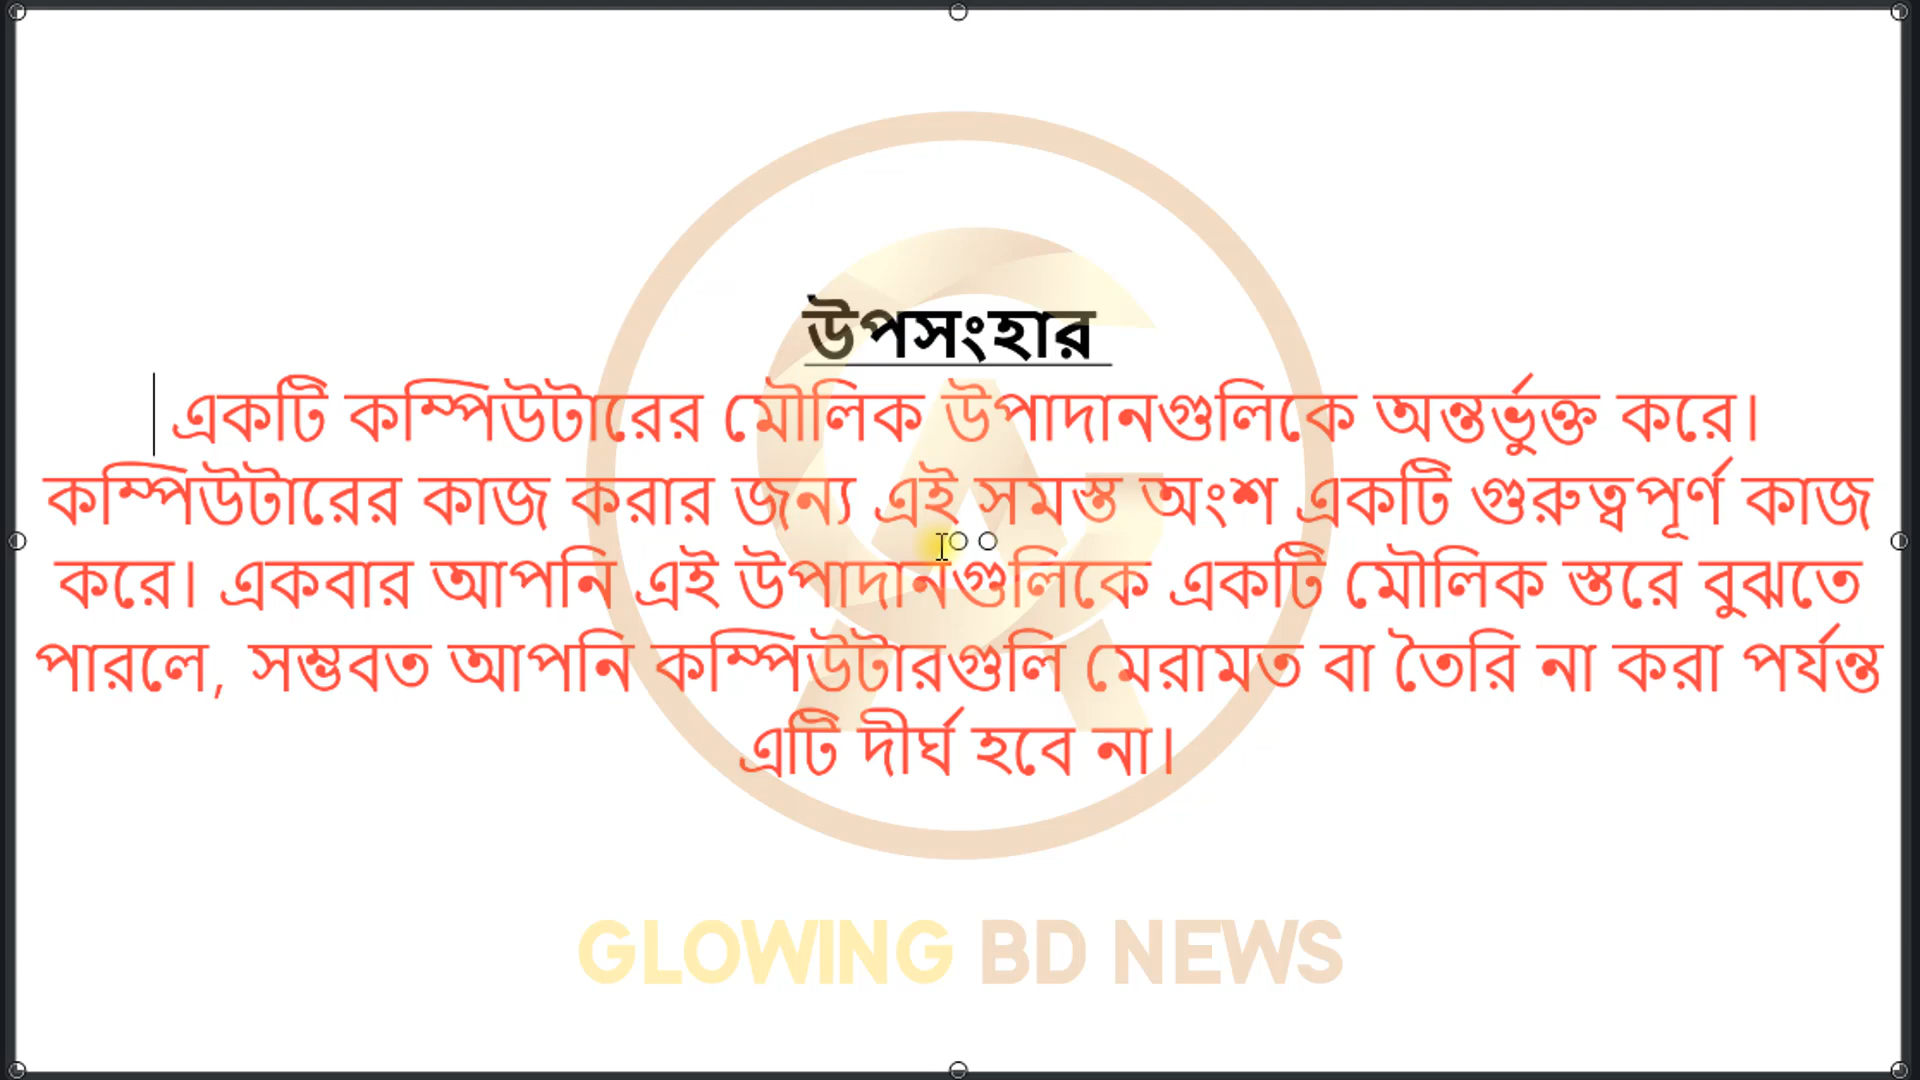 উপসংহার
একটি কম্পিউটারের মৌলিক উপাদানগুলিকে অন্তর্ভুক্ত করে।
কম্পিউটারের কাজ করার জন্য এই সমস্ত অংশ একটি গুরুত্বপূর্ণ কাজ
করে। একবার আপনি এই উপাদানগুলিকে একটি মৌলিক স্তরে বুঝতে
পারলে, সম্ভবত আপনি কম্পিউটারগুলি মেরামত বা তৈরি না করা পর্যন্ত
এটি দীর্ঘ হবে না।
GLOWING BD NEWS